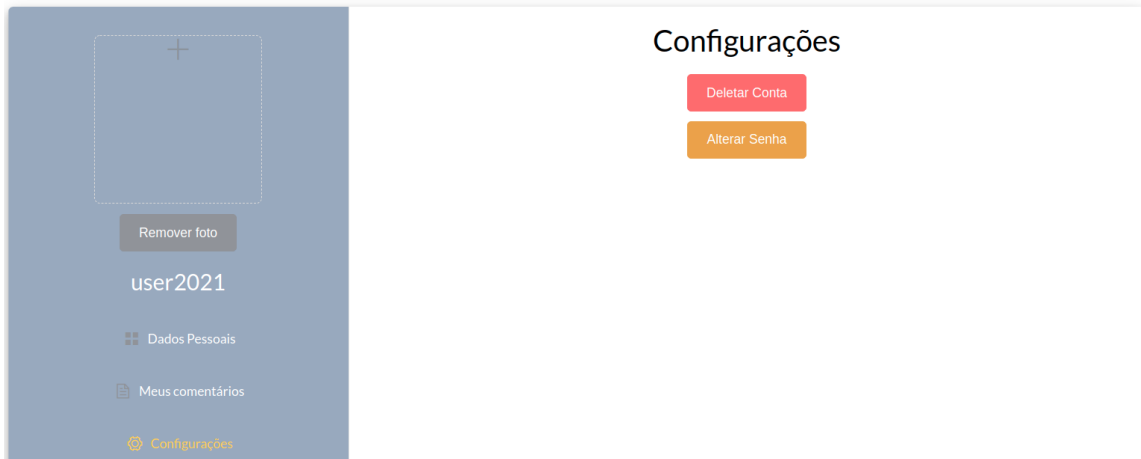 Remover foto
user2021
Dados Pessoais
Meus comentários
Configurações
Configurações
Deletar Conta
Alterar Senha